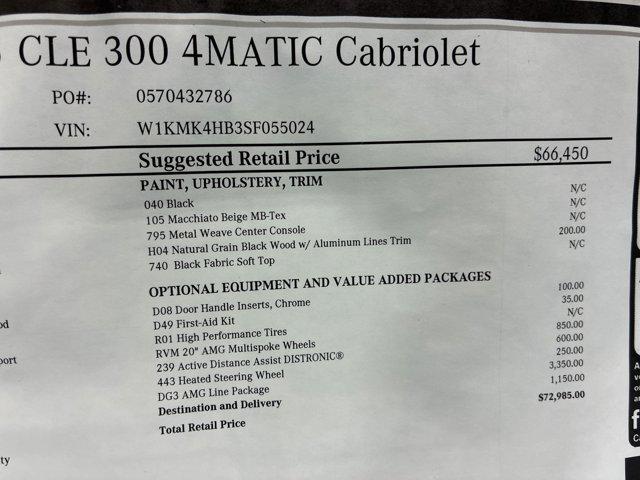 CLE 300 4MATIC Cabriolet
PO#: 0570432786
VIN: W1KMK4HB3SF055024
Suggested Retail Price $66,450
PAINT, UPHOLSTERY, TRIM
040 Black N/C
105 Macchiato Beige MB-Tex N/C
795 Metal Weave Center Console N/C
H04 Natural Grain Black Wood w/ Aluminum Lines Trim 200.00
740 Black Fabric Soft Top N/C
OPTIONAL EQUIPMENT AND VALUE ADDED PACKAGES
D08 Door Handle Inserts, Chrome 100.00
D49 First-Aid Kit 35.00
R01 High Performance Tires N/C
RVM 20" AMG Multispoke Wheels 850.00
239 Active Distance Assist DISTRONIC® 600.00
443 Heated Steering Wheel 250.00
DG3 AMG Line Package 3,350.00
Destination and Delivery 1,150.00
Total Retail Price $72,985.00